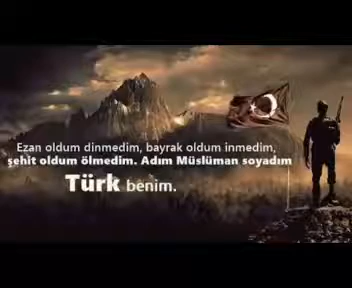 Ezan oldum dinmedim, bayrak oldum inmedim,
şehit oldum ölmedim. Adım Müslüman soyadım
Türk benim.